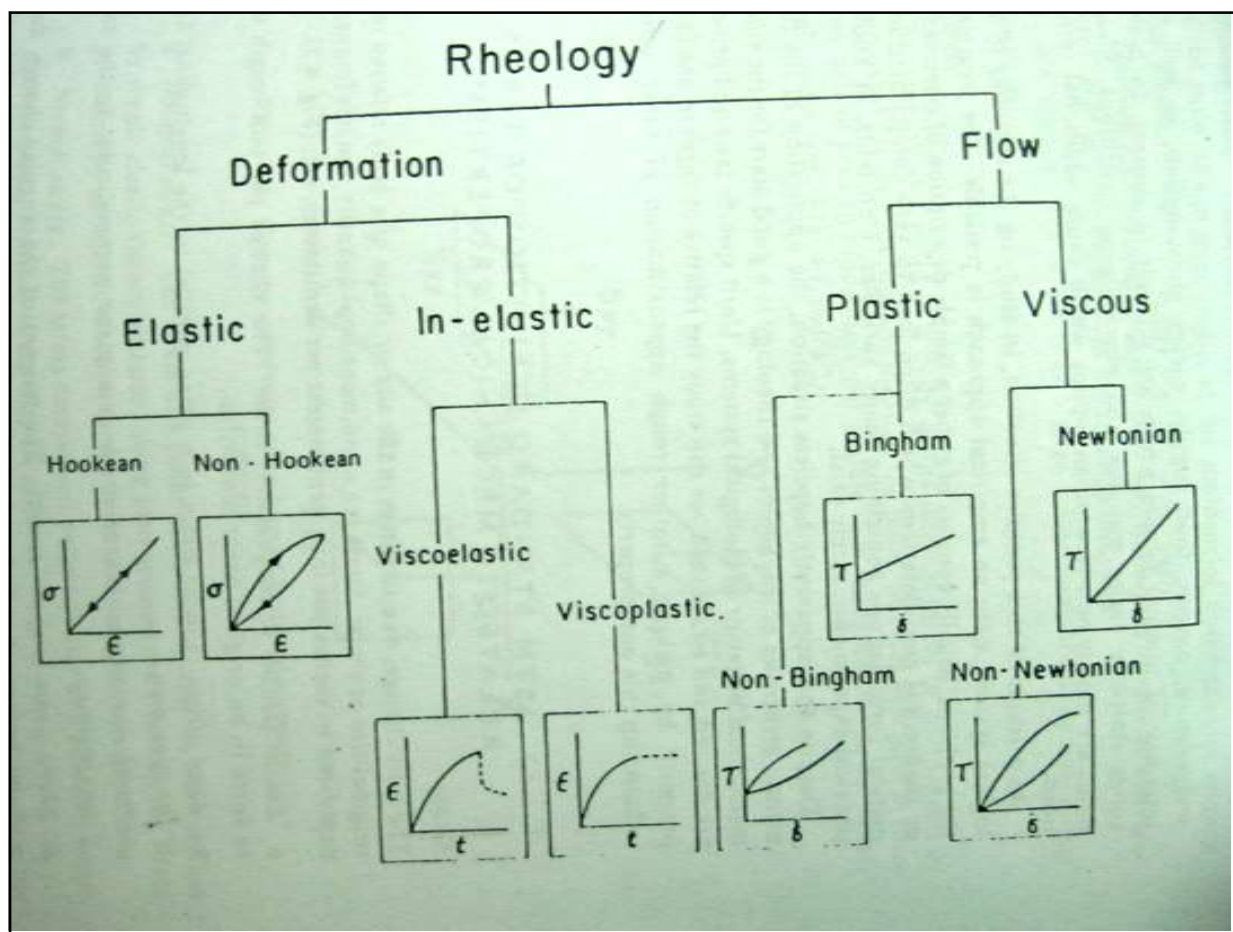 Rheology
Deformation
Flow
Elastic
In-elastic
Plastic
Viscous
Hookean
Non - Hookean
Bingham
Newtonian
Viscoelastic
Viscoplastic.
Non-Bingham
Non-Newtonian
σ
ϵ
σ
ϵ
τ
τ
ϵ
t
ϵ
t
τ
τ